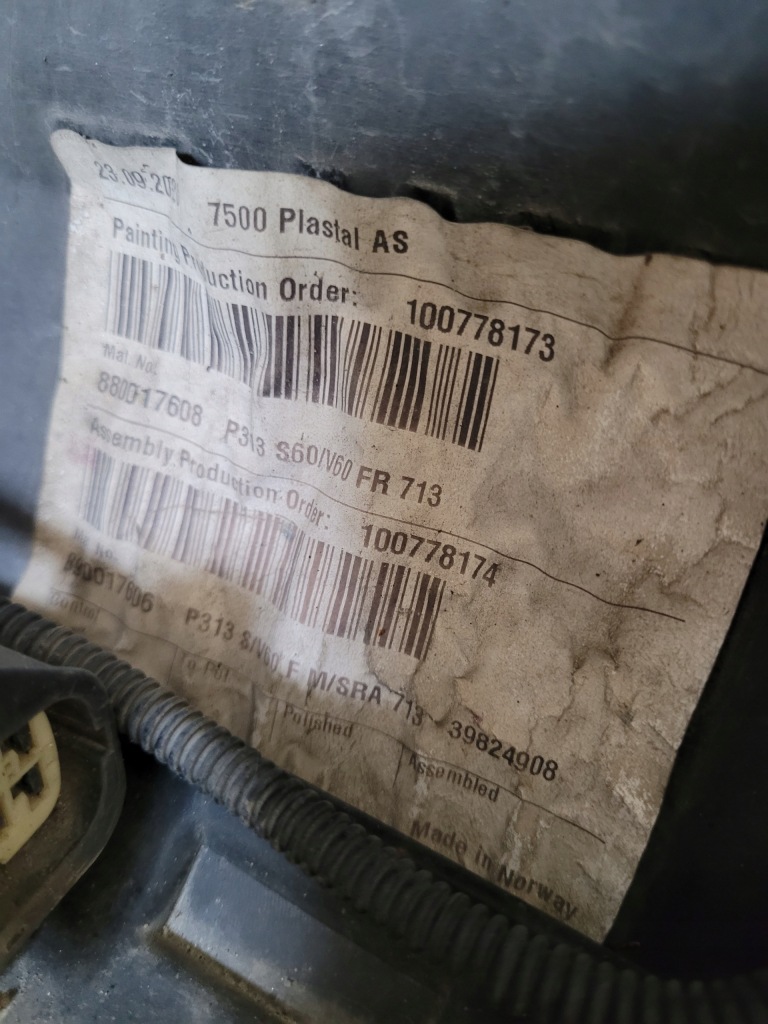 7500 Plastal AS
Painting Production Order: 100778173
Mat. No.
880017608 P313 S60/V60 FR 713
Assembly Production Order: 100778174
880017606 P313 S/V60 F M/SRA 713 39824908
Polished
Assembled
Made in Norway